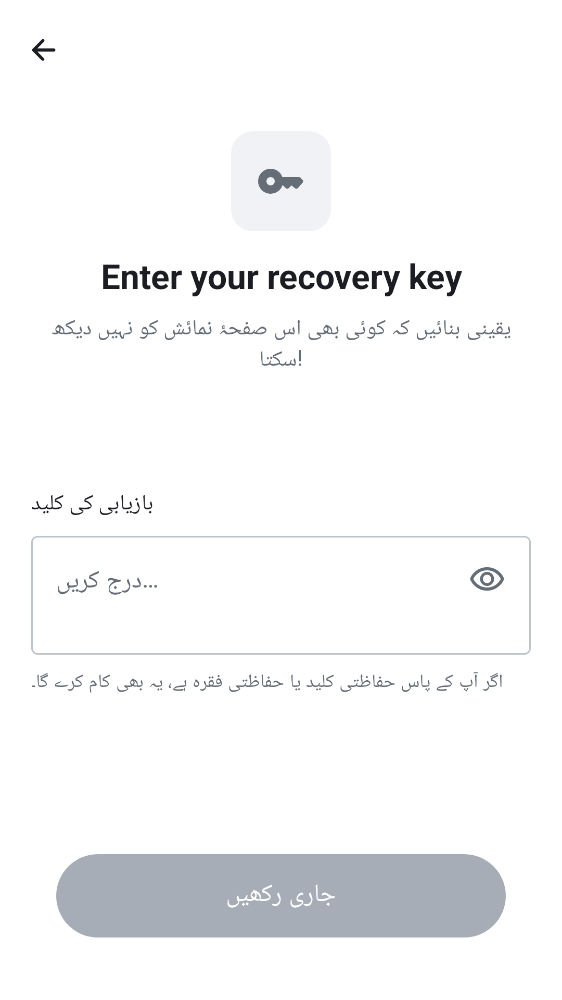 Enter your recovery key
یقینی بنائیں کہ کوئی بھی اس صفحۂ نمائش کو نہیں دیکھ
سکتا!
بازیابی کی کلید
درج کریں...
اگر آپ کے پاس حفاظتی کلید یا حفاظتی فقرہ ہے، یہ بھی کام کرے گا۔
جاری رکھیں